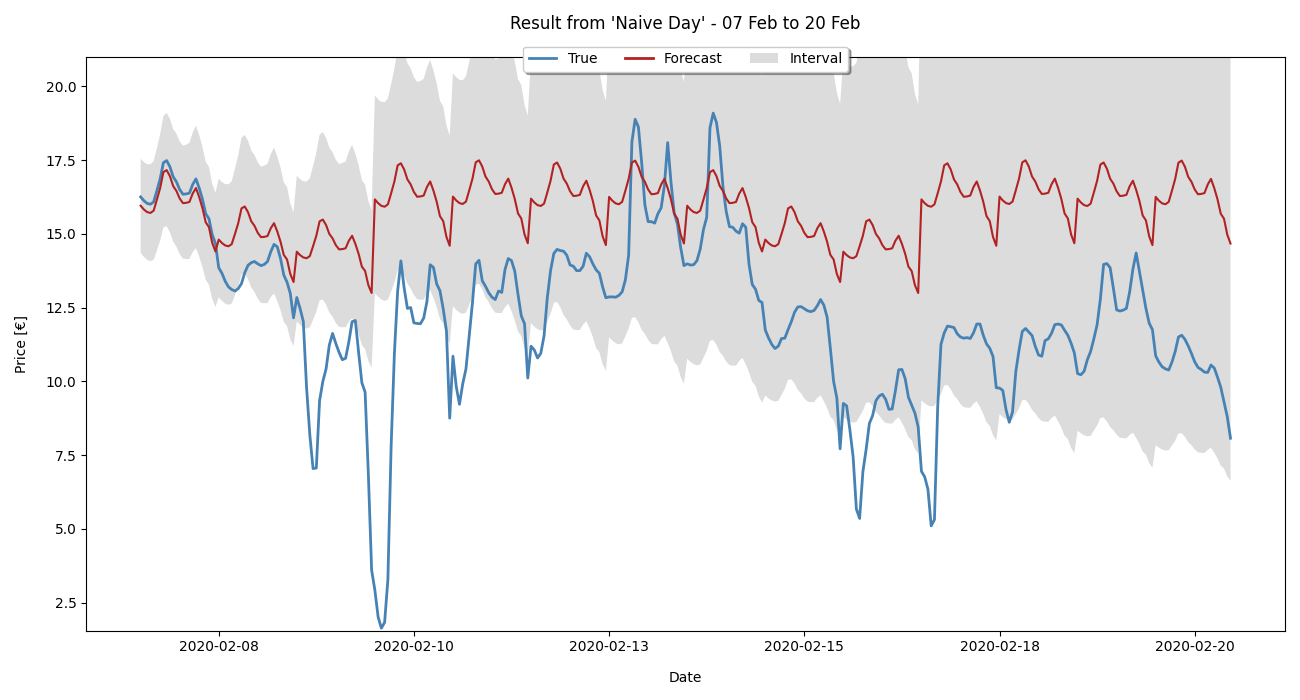 Result from 'Naive Day' - 07 Feb to 20 Feb
True Forecast Interval
20.0
17.5
15.0
12.5
10.0
7.5
5.0
2.5
Price [€]
2020-02-08 2020-02-10 2020-02-13 2020-02-15 2020-02-18 2020-02-20
Date